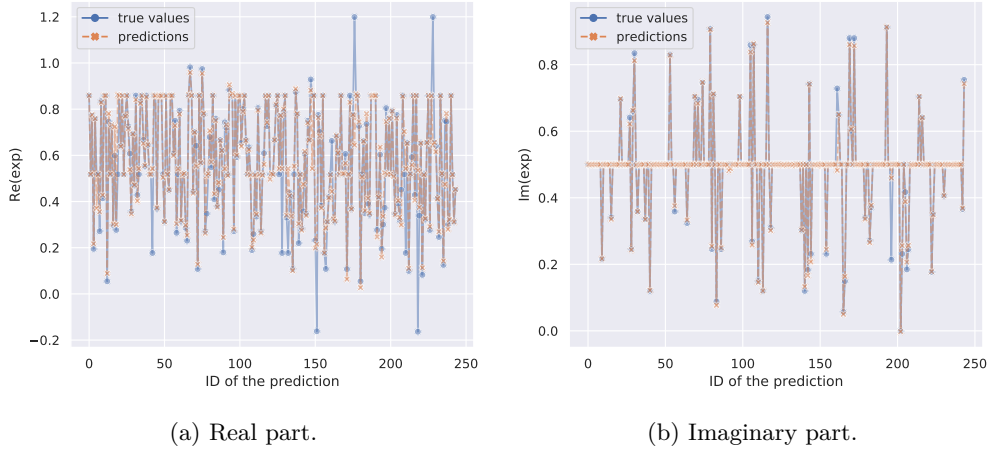 true values
predictions
1.2
1.0
0.8
0.6
0.4
0.2
0.0
−0.2
Re(exp)
0 50 100 150 200 250
ID of the prediction
(a) Real part.
true values
predictions
0.8
0.6
0.4
0.2
0.0
Im(exp)
0 50 100 150 200 250
ID of the prediction
(b) Imaginary part.